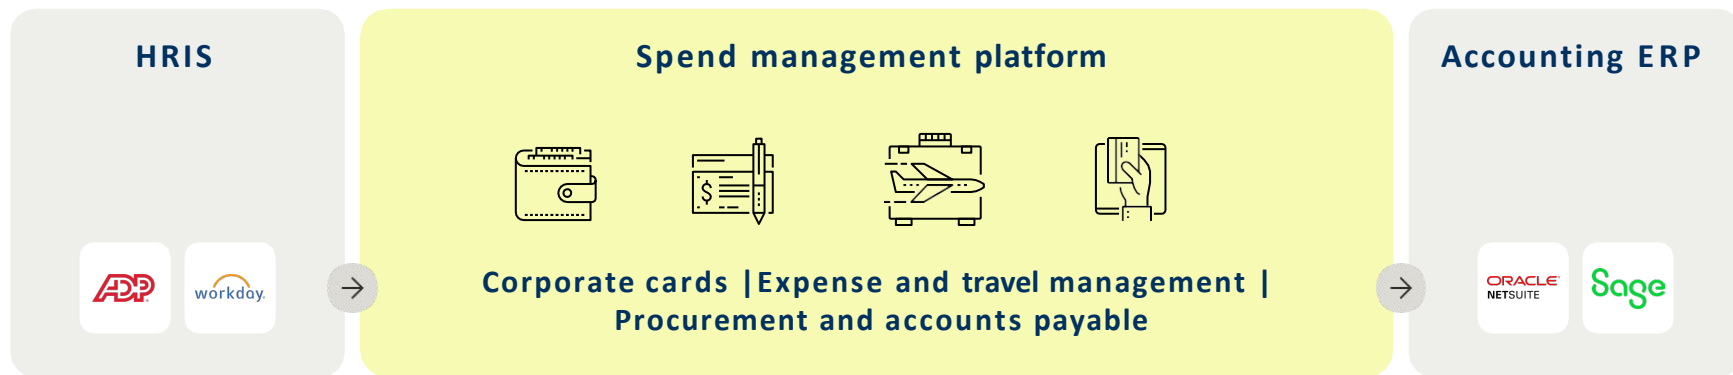 HRIS
Spend management platform
Accounting ERP
$
ADP
workday.
ORACLE
NETSUITE
Sage
Corporate cards |Expense and travel management |
Procurement and accounts payable